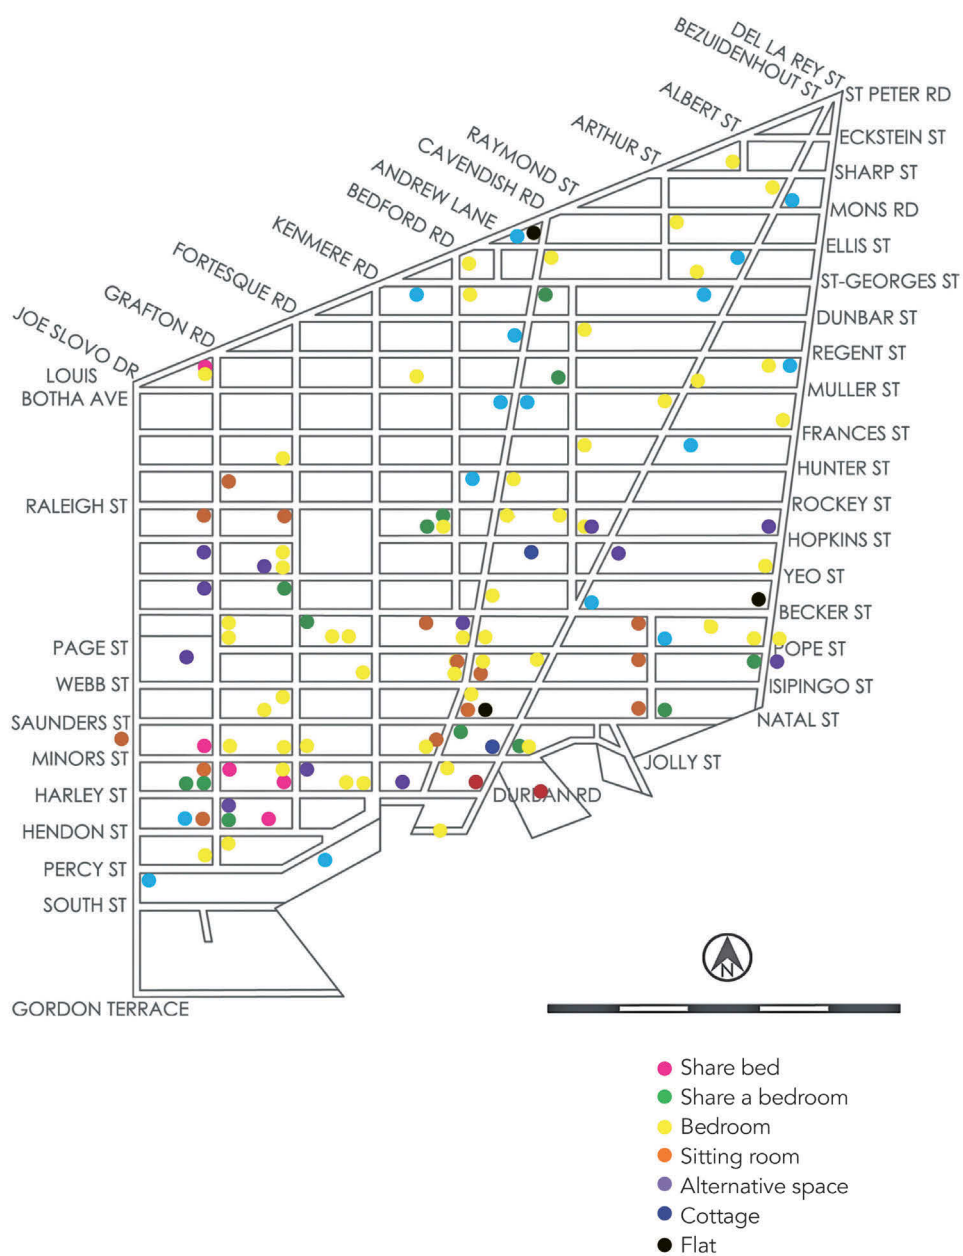 DEL LA REY ST
BEZUIDENHOUT ST
ST PETER RD
ALBERT ST
ECKSTEIN ST
ARTHUR ST
SHARP ST
RAYMOND ST
CAVENDISH RD
MONS RD
ANDREW LANE
BEDFORD RD
ELLIS ST
KENMERE RD
ST-GEORGES ST
FORTESQUE RD
DUNBAR ST
GRAFTON RD
JOE SLOVO DR
REGENT ST
LOUIS
BOTHA AVE
MULLER ST
FRANCES ST
HUNTER ST
RALEIGH ST
ROCKEY ST
HOPKINS ST
YEO ST
BECKER ST
PAGE ST
POPE ST
WEBB ST
ISIPINGO ST
SAUNDERS ST
NATAL ST
MINORS ST
JOLLY ST
HARLEY ST
DURBAN RD
HENDON ST
PERCY ST
SOUTH ST
GORDON TERRACE
N
Share bed
Share a bedroom
Bedroom
Sitting room
Alternative space
Cottage
Flat